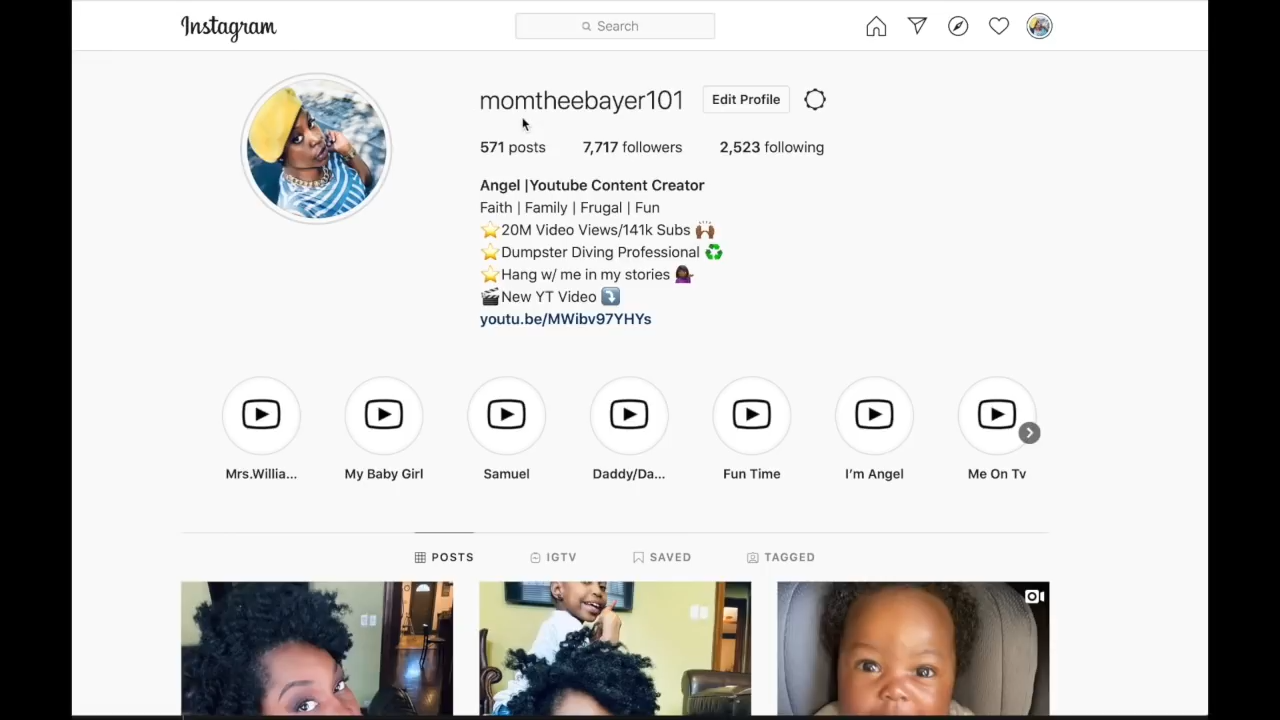 Instagram
Search
momtheebayer101 Edit Profile
571 posts 7,717 followers 2,523 following
Angel |Youtube Content Creator
Faith | Family | Frugal | Fun
⭐20M Video Views/141k Subs 🙌🏾
⭐Dumpster Diving Professional ♻️
⭐Hang w/ me in my stories 💁🏿‍♀️
🎬New YT Video ⤵️
youtu.be/MWibv97YHYs
Mrs.Willia... My Baby Girl Samuel Daddy/Da... Fun Time I’m Angel Me On Tv
POSTS IGTV SAVED TAGGED